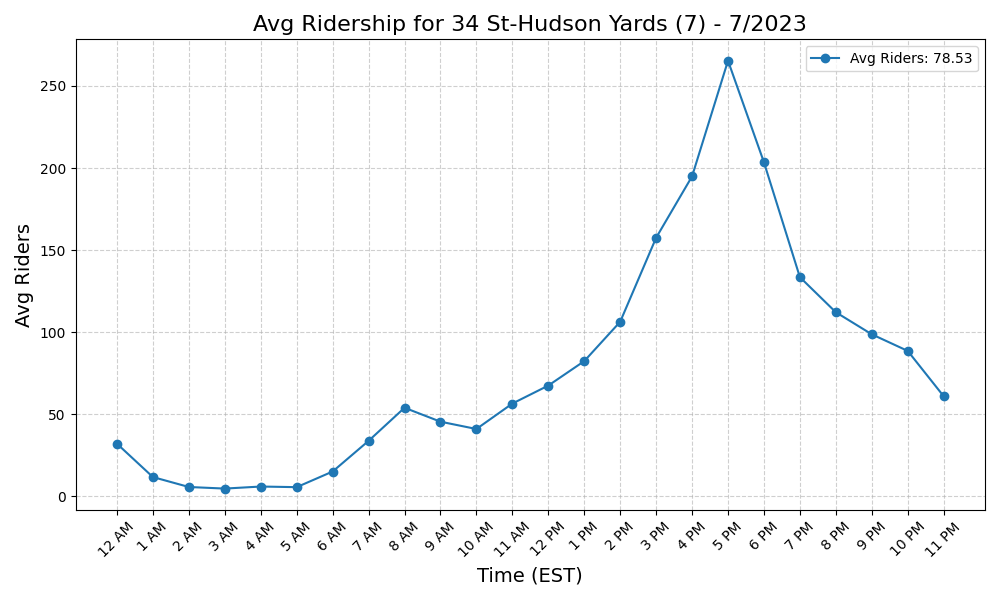 Avg Ridership for 34 St-Hudson Yards (7) - 7/2023
Avg Riders: 78.53
Avg Riders
250
200
150
100
50
0
12 AM
1 AM
2 AM
3 AM
4 AM
5 AM
6 AM
7 AM
8 AM
9 AM
10 AM
11 AM
12 PM
1 PM
2 PM
3 PM
4 PM
5 PM
6 PM
7 PM
8 PM
9 PM
10 PM
11 PM
Time (EST)